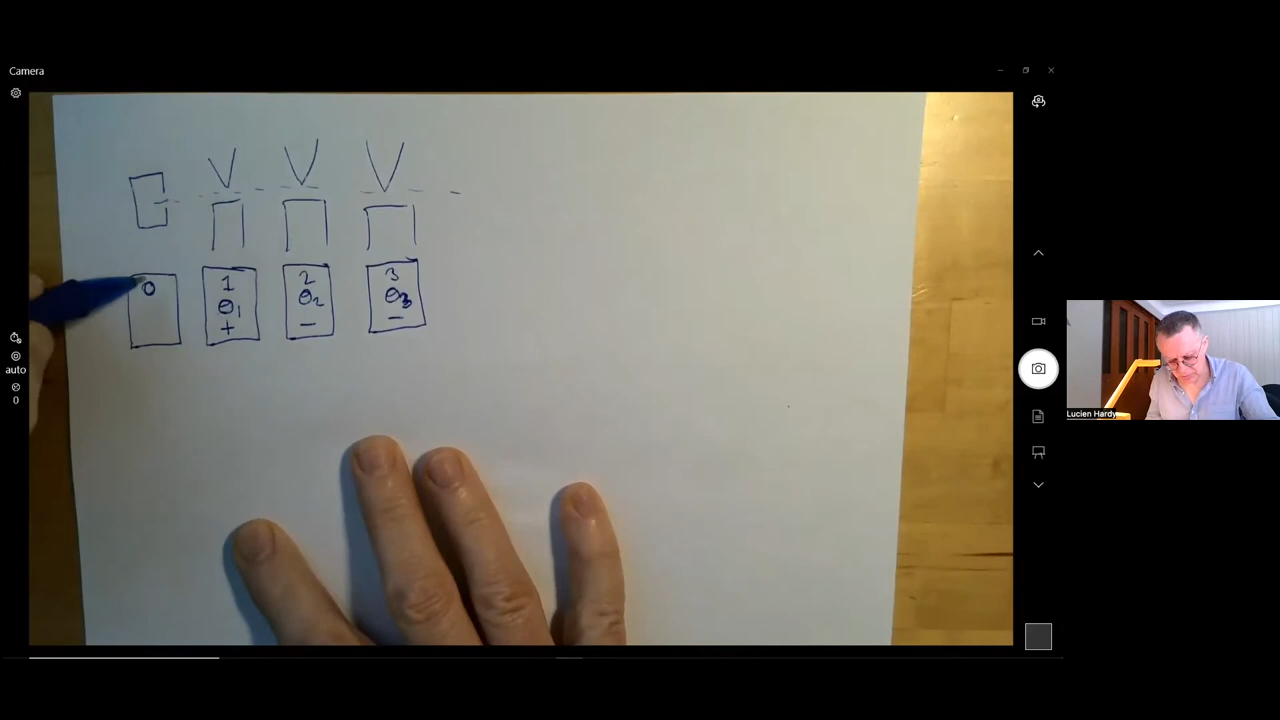 Camera
V V V
0 1 2 3
θ₁ θ₂ θ₃
+ − −
auto
0
Lucien Hardy